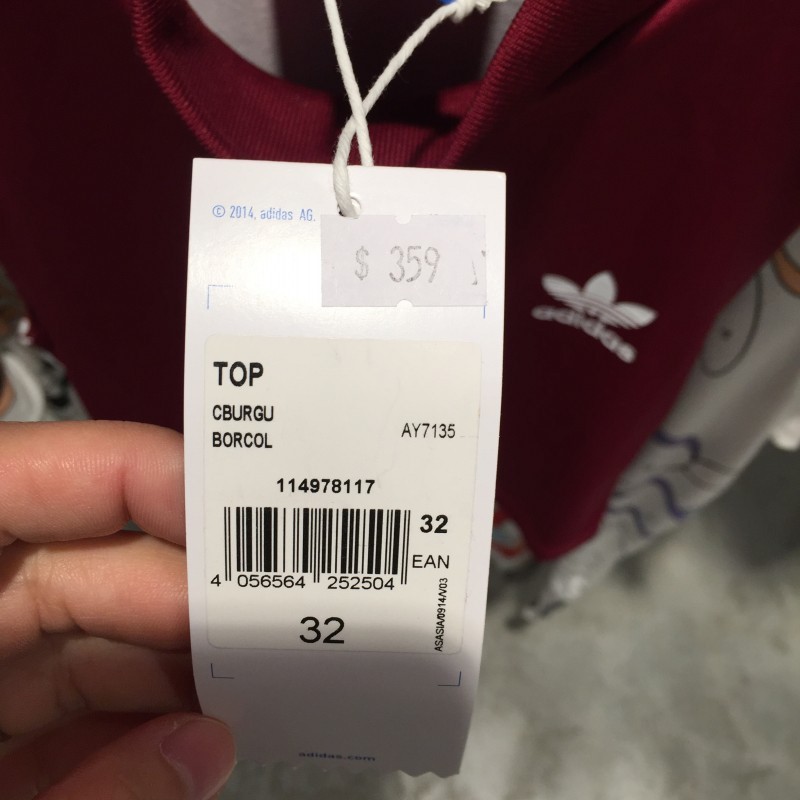 © 2014, adidas AG.
$ 359
adidas
TOP
CBURGU
BORCOL
AY7135
114978117
32
EAN
4 056564 252504
ASASIA/0914/V03
32
adidas.com